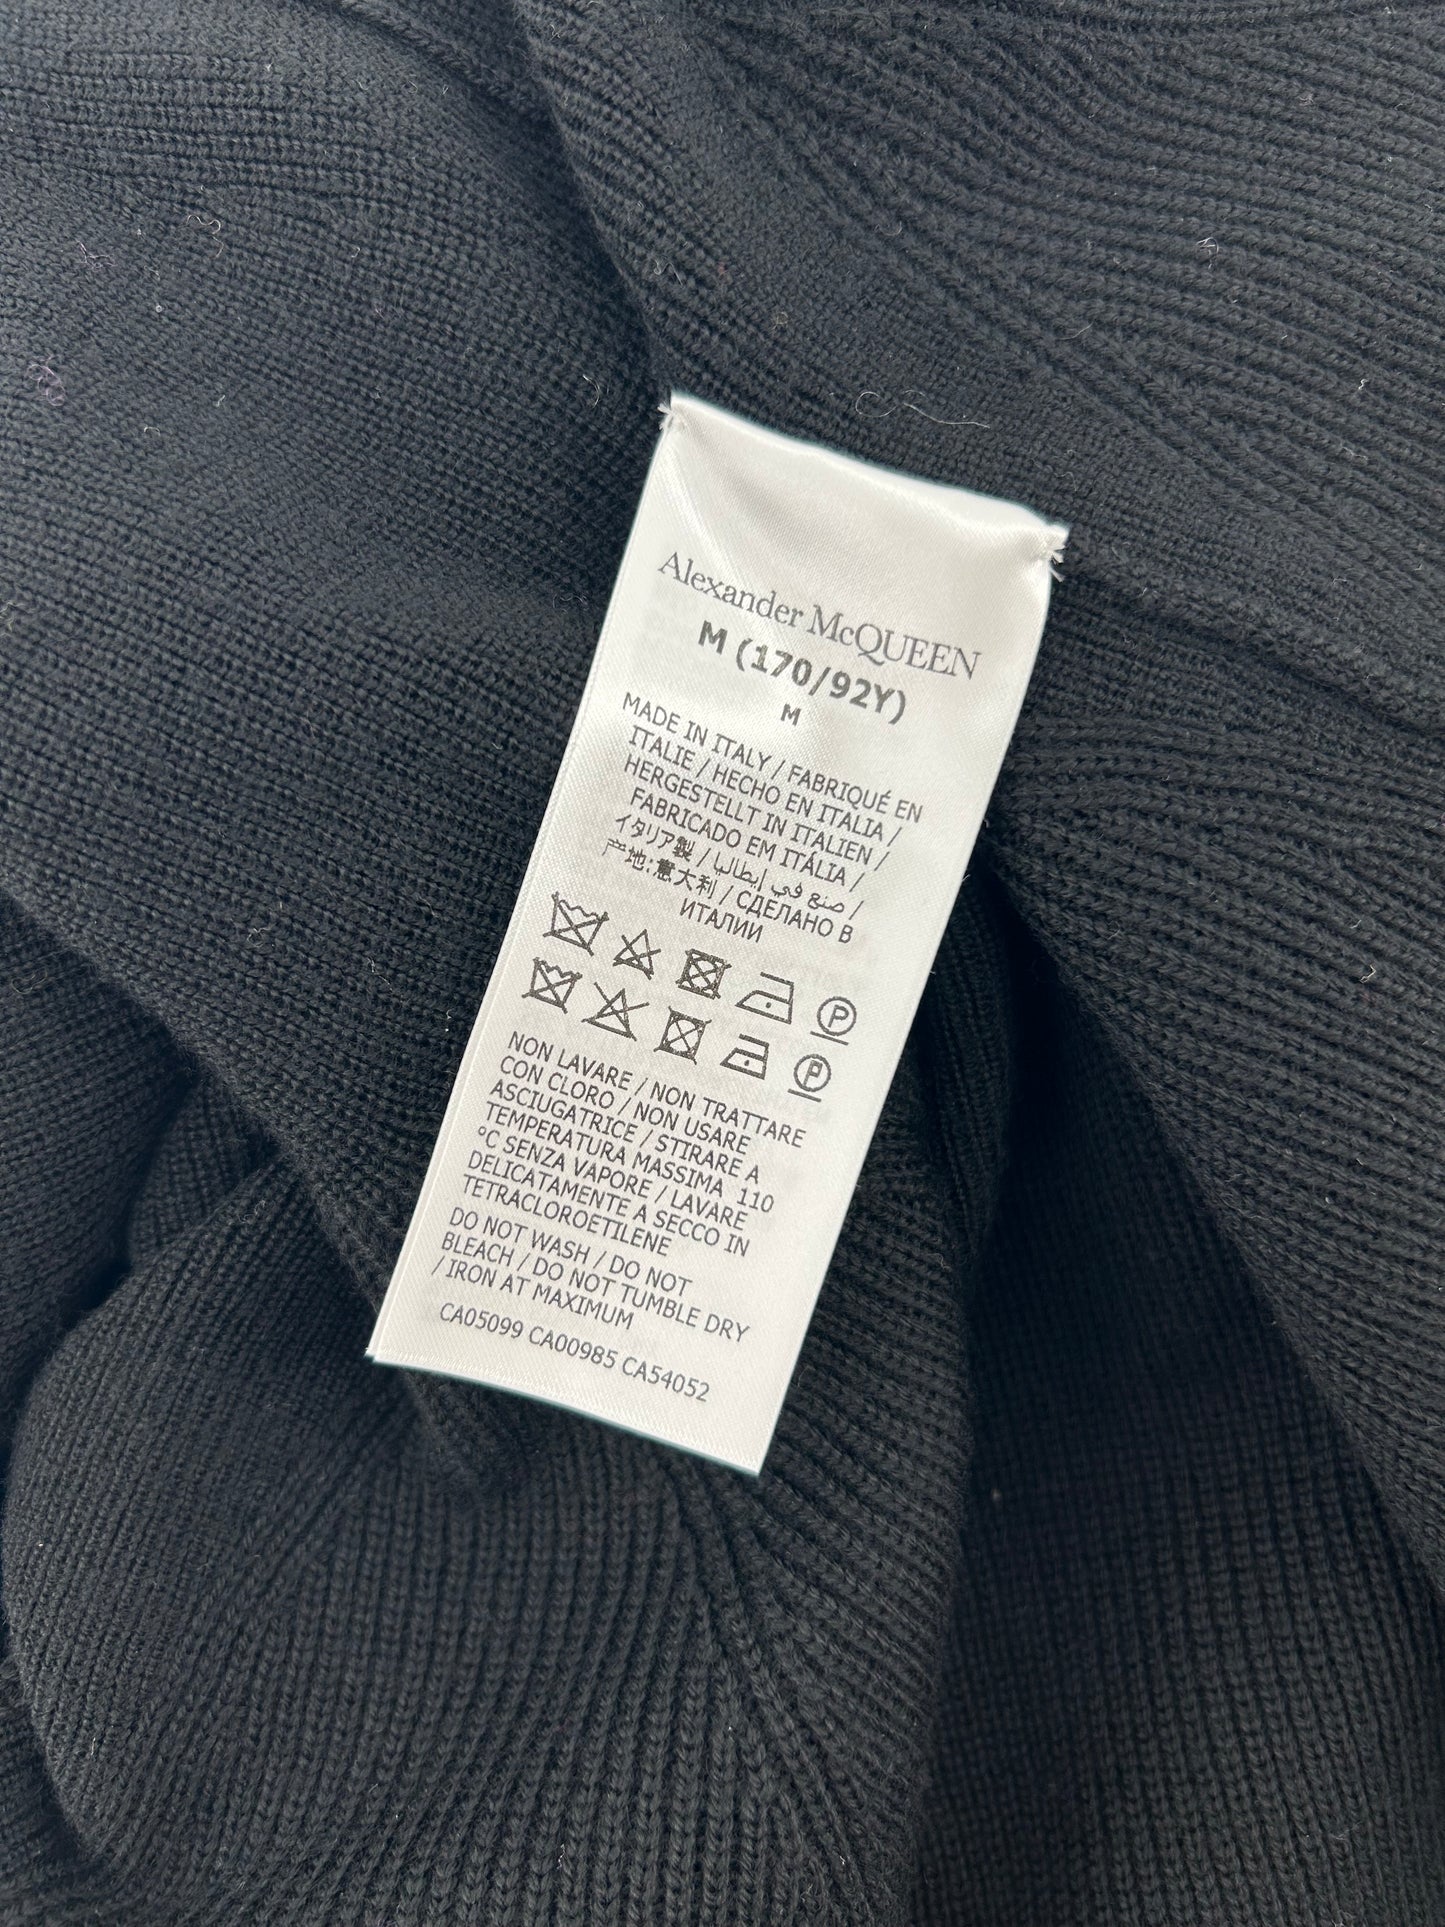 Alexander McQUEEN
M (170/92Y)
M
MADE IN ITALY / FABRIQUÉ EN
ITALIE / HECHO EN ITALIA /
HERGESTELLT IN ITALIEN /
FABRICADO EM ITÁLIA /
イタリア製 / صنع في إيطاليا /
产地:意大利 / СДЕЛАНО В
ИТАЛИИ
P
P
NON LAVARE / NON TRATTARE
CON CLORO / NON USARE
ASCIUGATRICE / STIRARE A
TEMPERATURA MASSIMA 110
°C SENZA VAPORE / LAVARE
DELICATAMENTE A SECCO IN
TETRACLOROETILENE
DO NOT WASH / DO NOT
BLEACH / DO NOT TUMBLE DRY
/ IRON AT MAXIMUM
CA05099 CA00985 CA54052